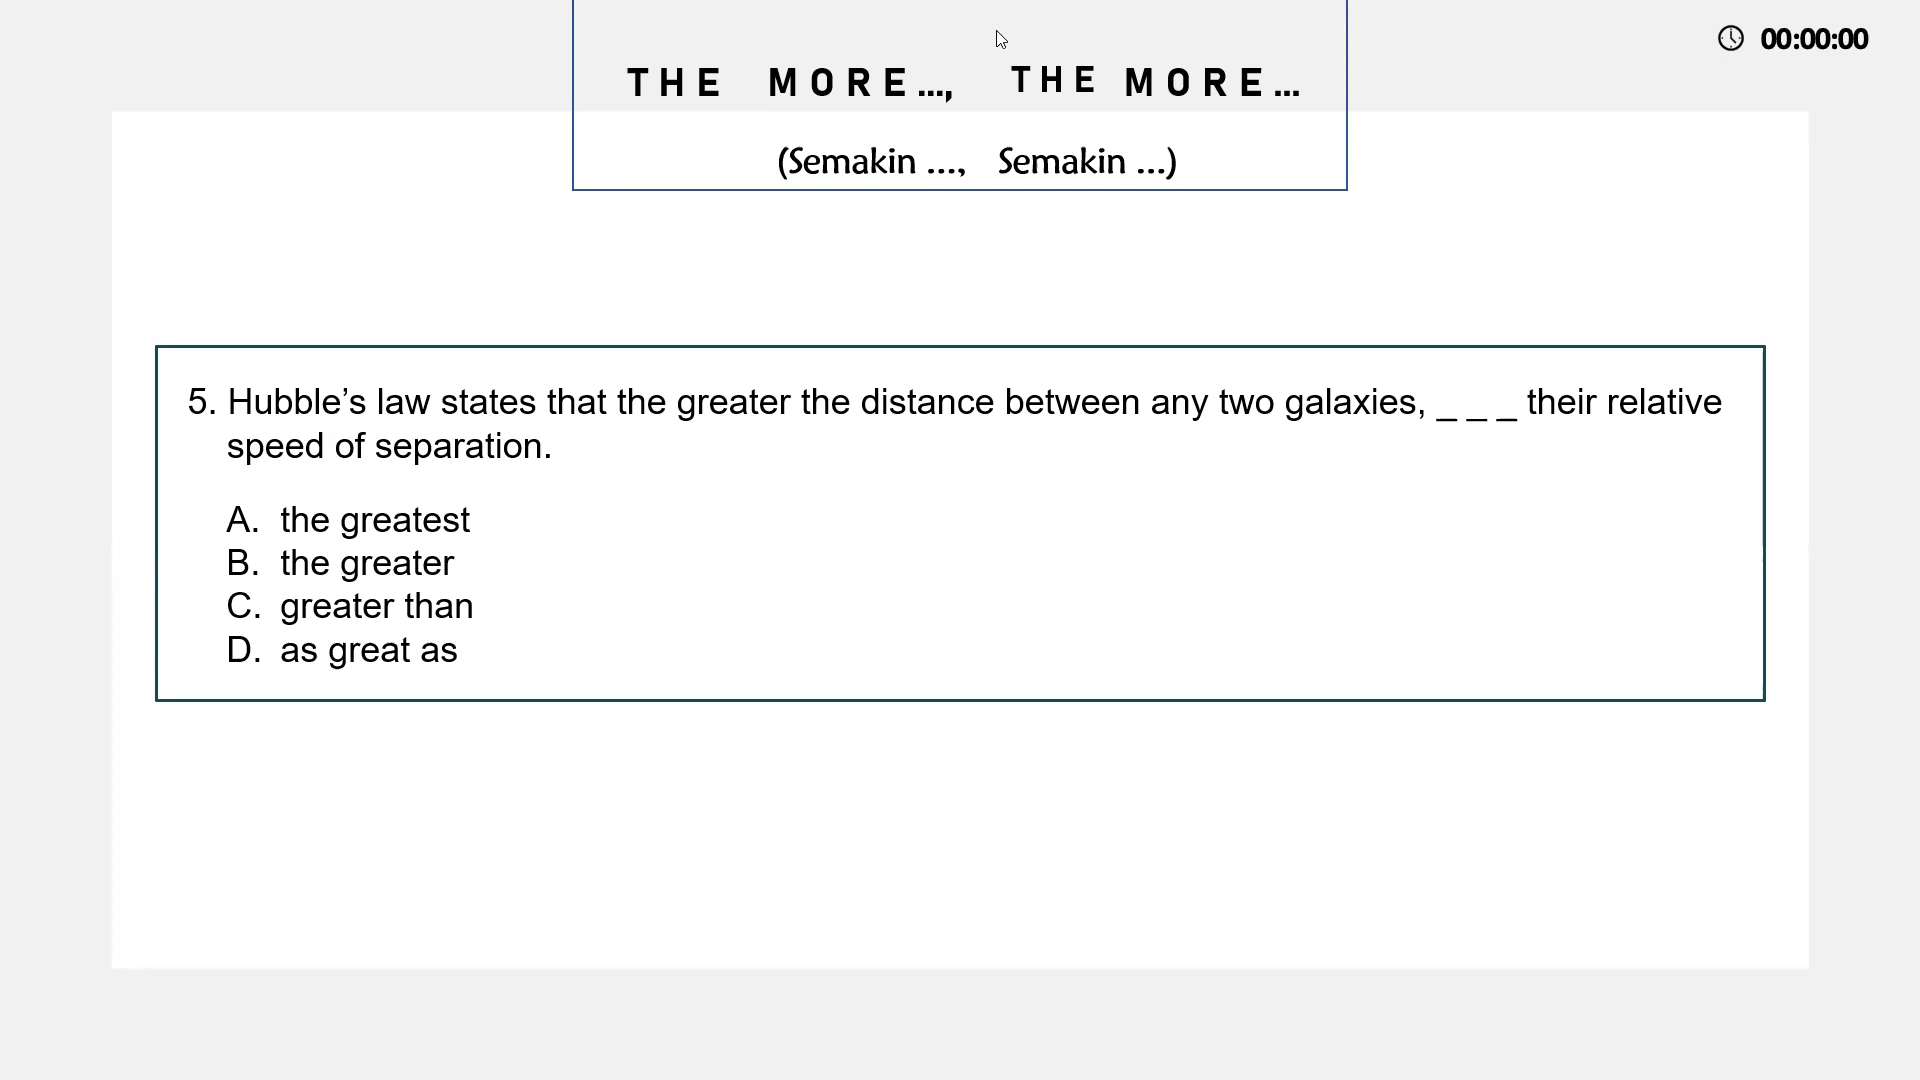 00:00:00
THE MORE…, THE MORE…
(Semakin …, Semakin …)
5. Hubble’s law states that the greater the distance between any two galaxies, _ _ _ their relative
speed of separation.
A. the greatest
B. the greater
C. greater than
D. as great as